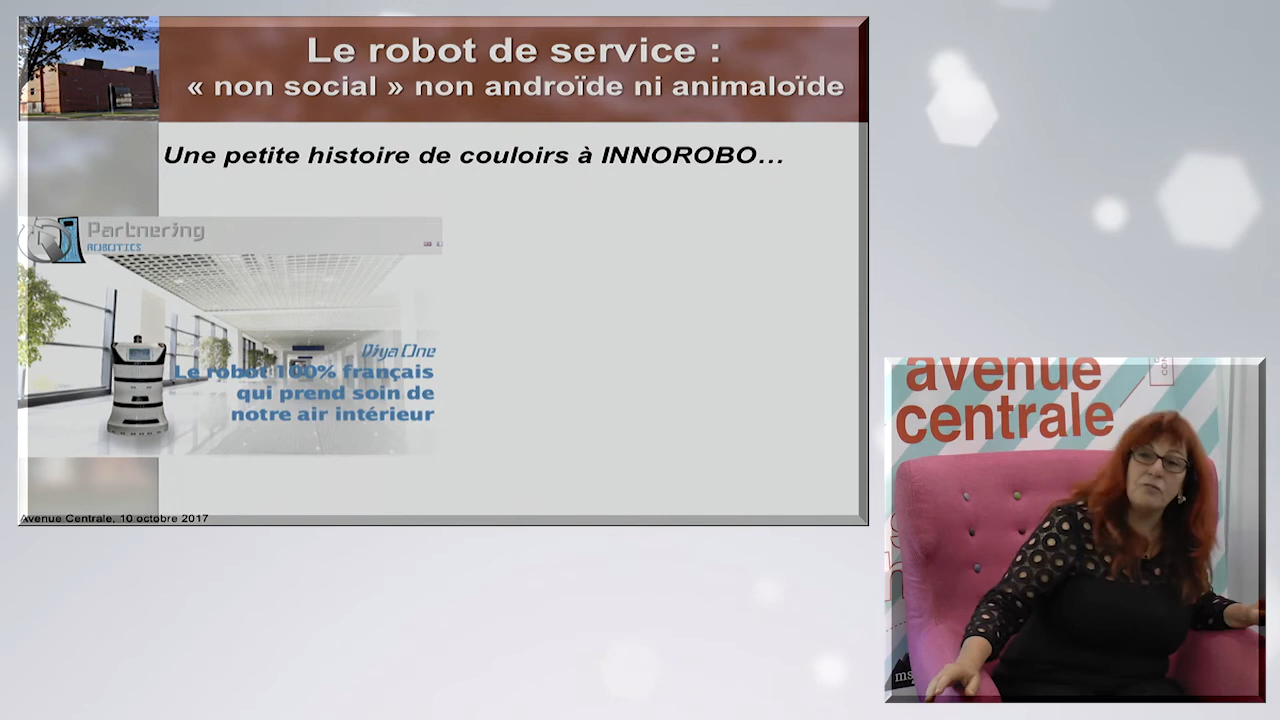 Le robot de service :
« non social » non androïde ni animaloïde
Une petite histoire de couloirs à INNOROBO…
Partnering
ROBOTICS
Diya One
Le robot 100% français
qui prend soin de
notre air intérieur
Avenue Centrale, 10 octobre 2017
avenue
centrale